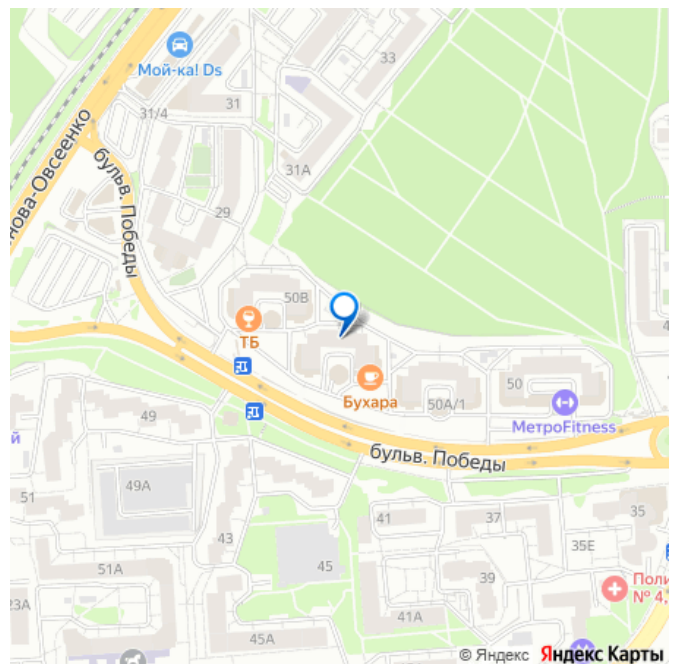 33
Мой-ка! Ds
31
31/4
нова-Овсеенко
бульв. Победы
31А
29
50В
ТБ
Бухара
50А/1
50
МетроFitness
4
49
й
бульв. Победы
49А
51
41
37
35
43
35Е
45
51А
39
Поли
№ 4,
23А
41А
45А
© Яндекс Яндекс Карты